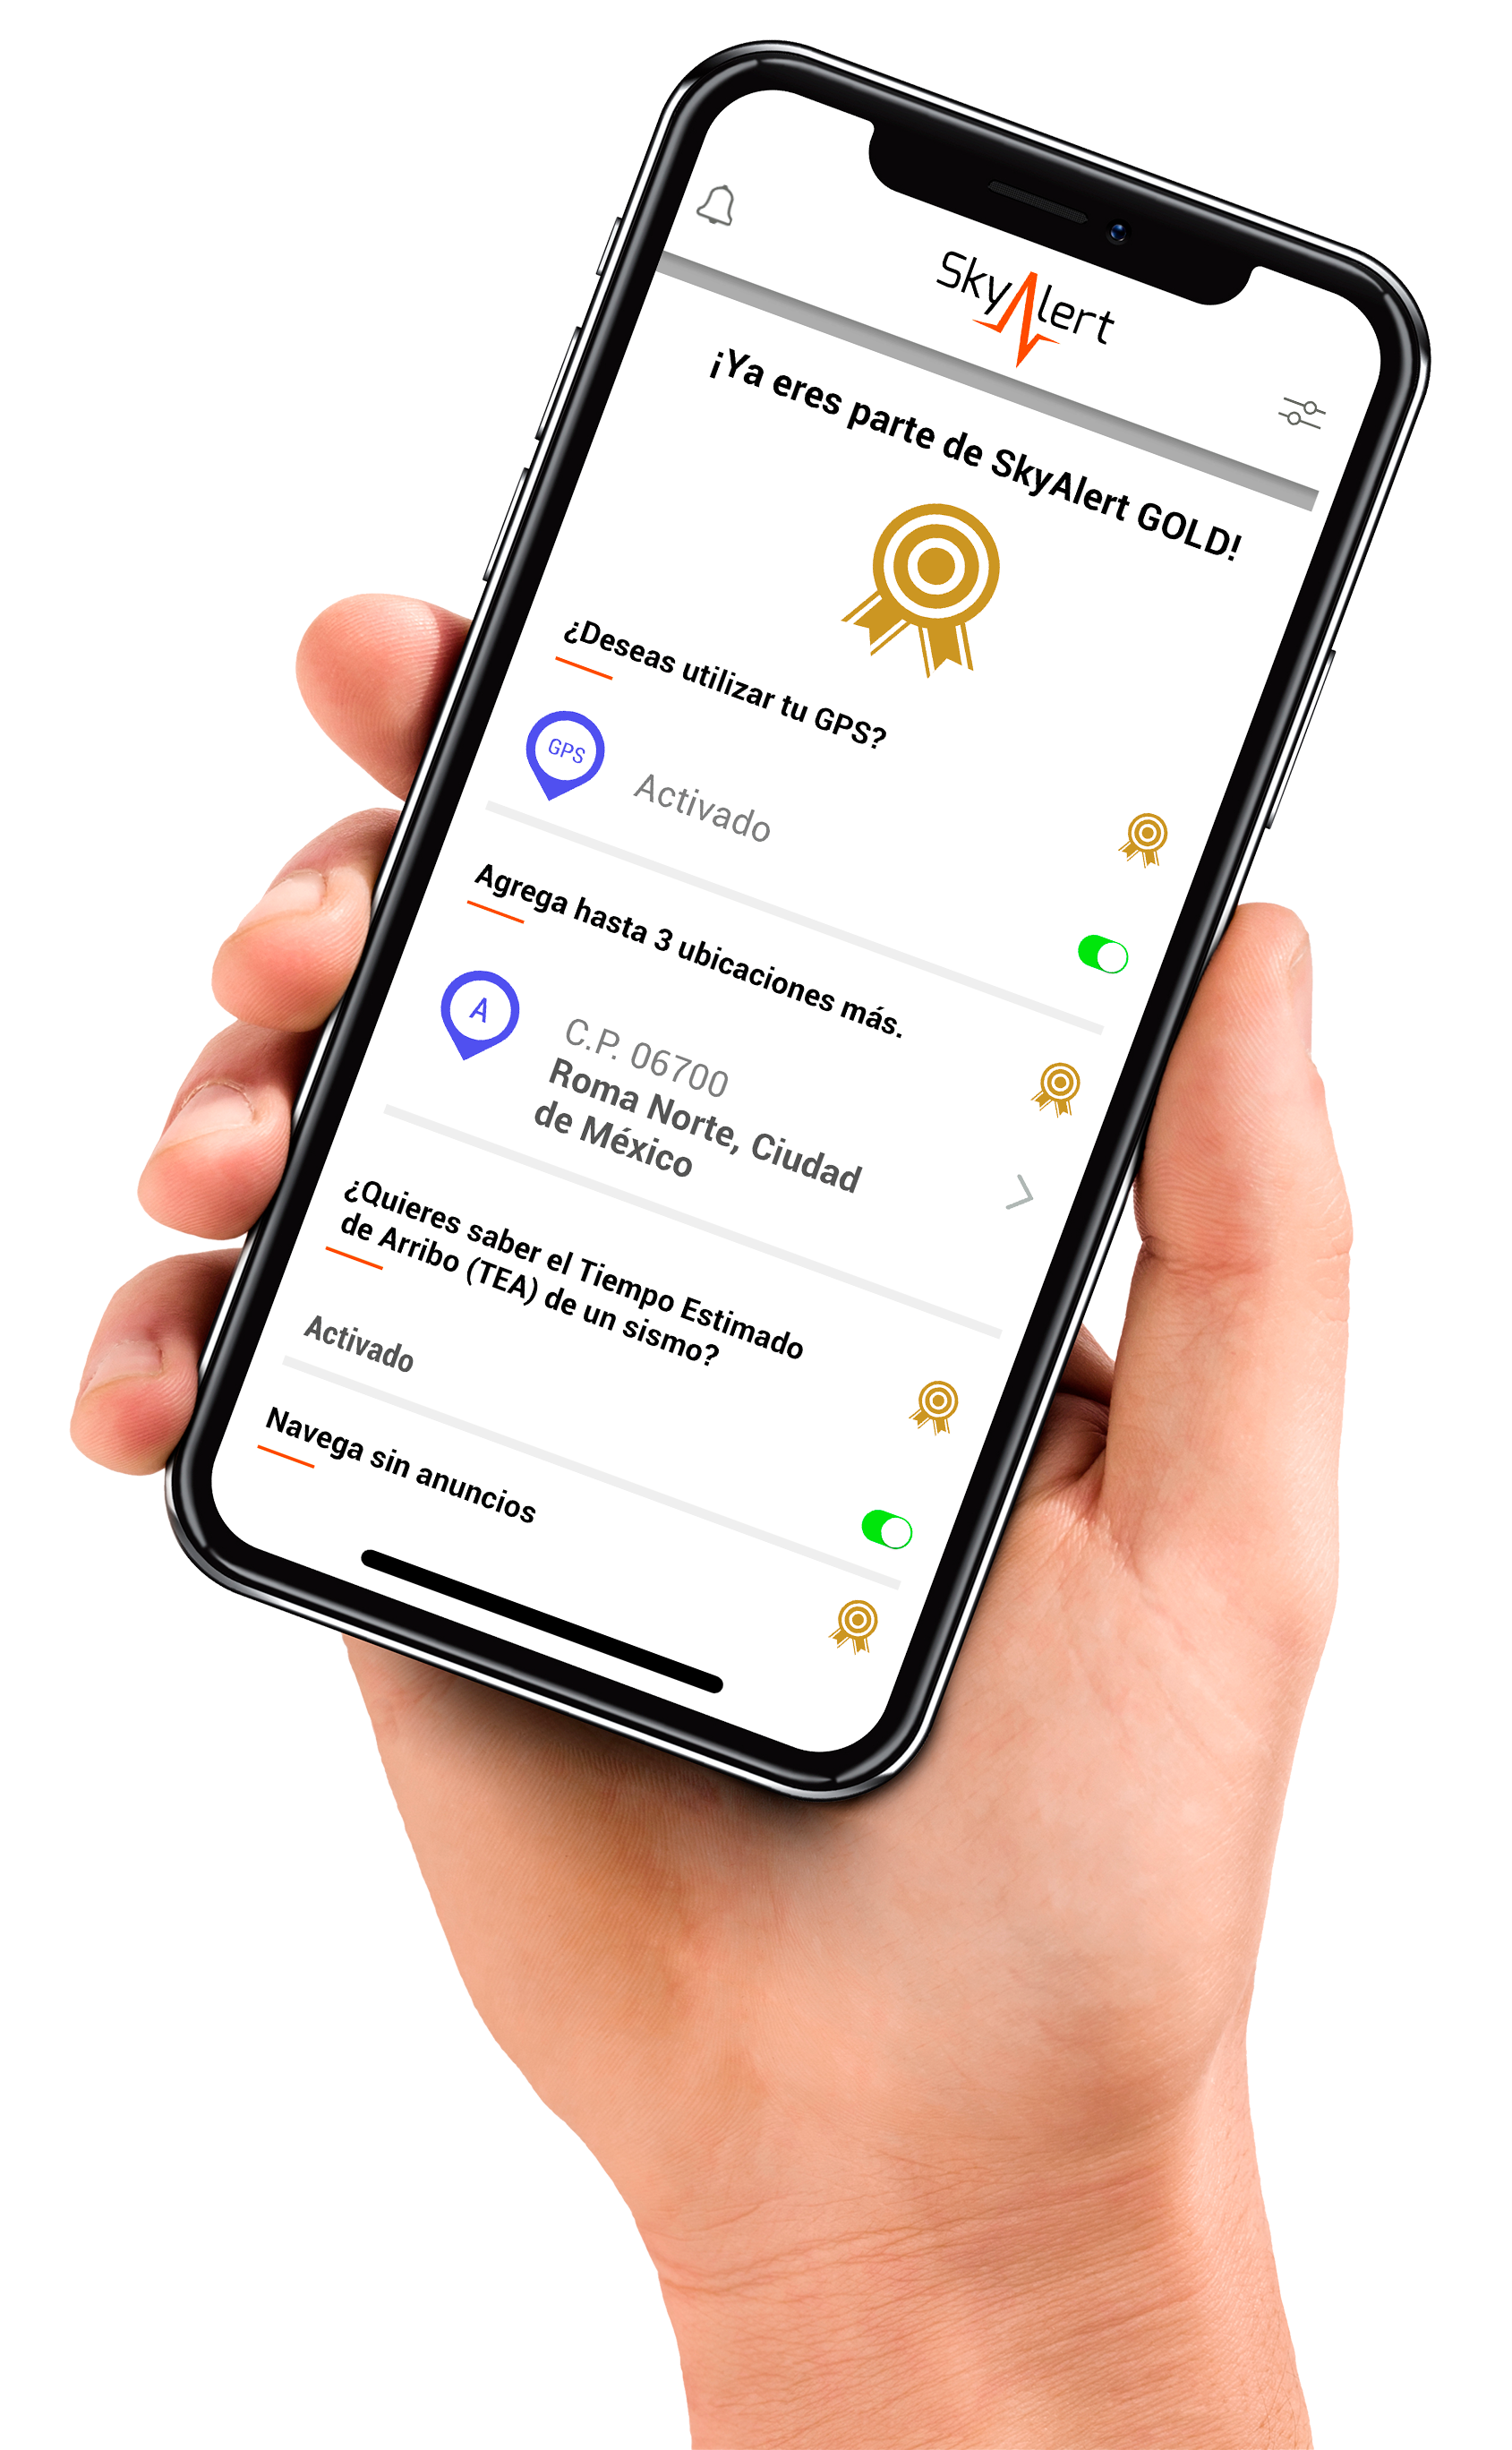 SkyAlert
¡Ya eres parte de SkyAlert GOLD!
¿Deseas utilizar tu GPS?
GPS
Activado
Agrega hasta 3 ubicaciones más.
A
C.P. 06700
Roma Norte, Ciudad
de México
¿Quieres saber el Tiempo Estimado
de Arribo (TEA) de un sismo?
Activado
Navega sin anuncios